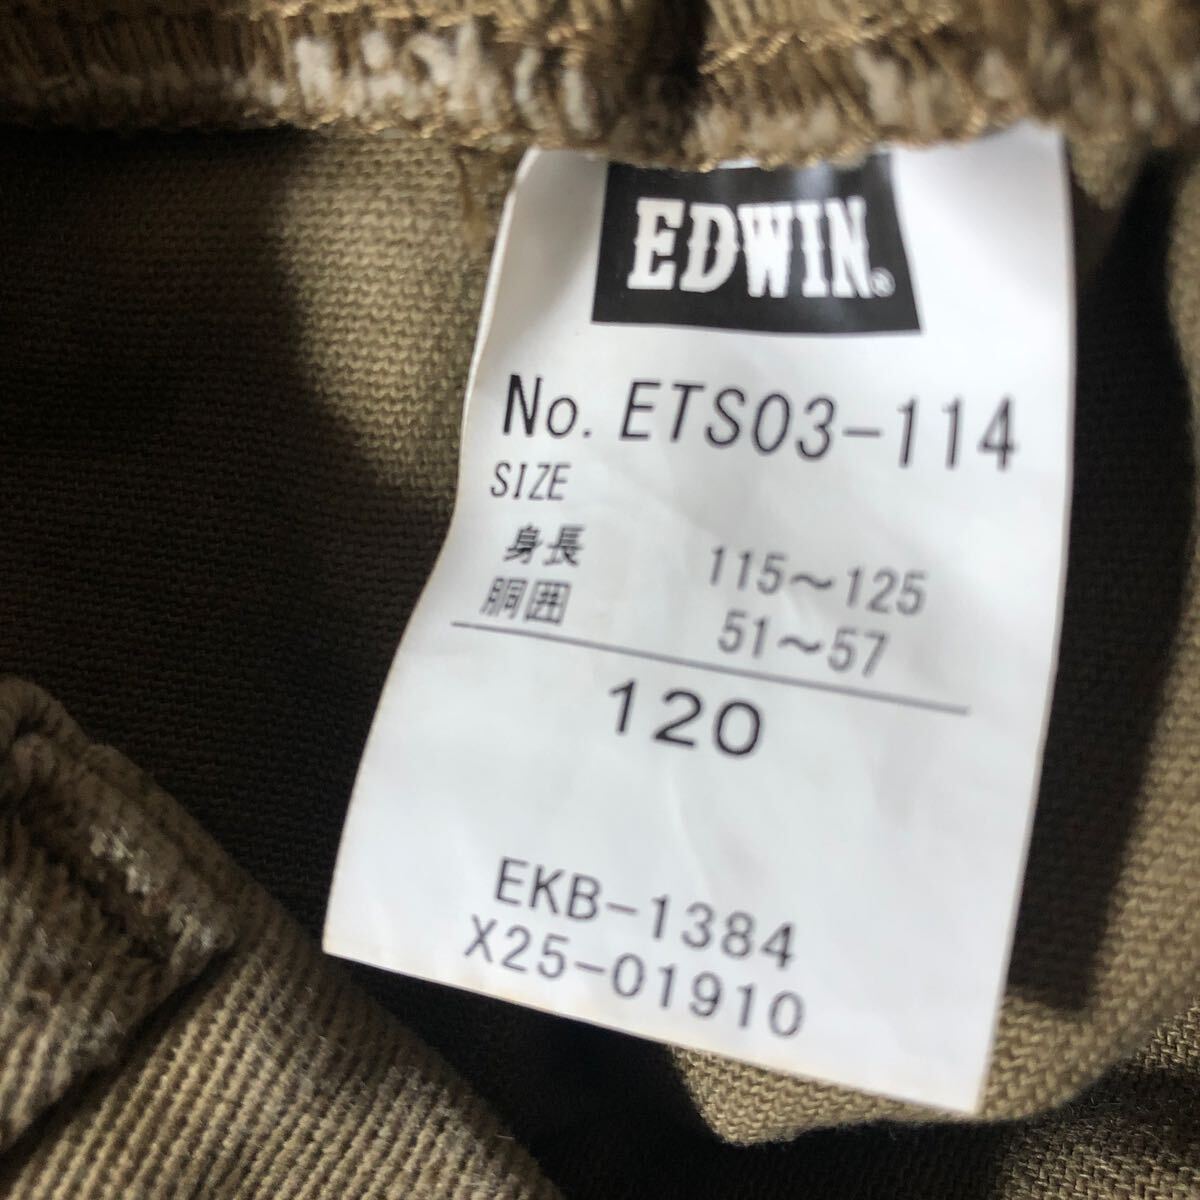 EDWIN®
No. ETS03-114
SIZE
身長 115～125
胴囲 51～57
120
EKB-1384
X25-01910